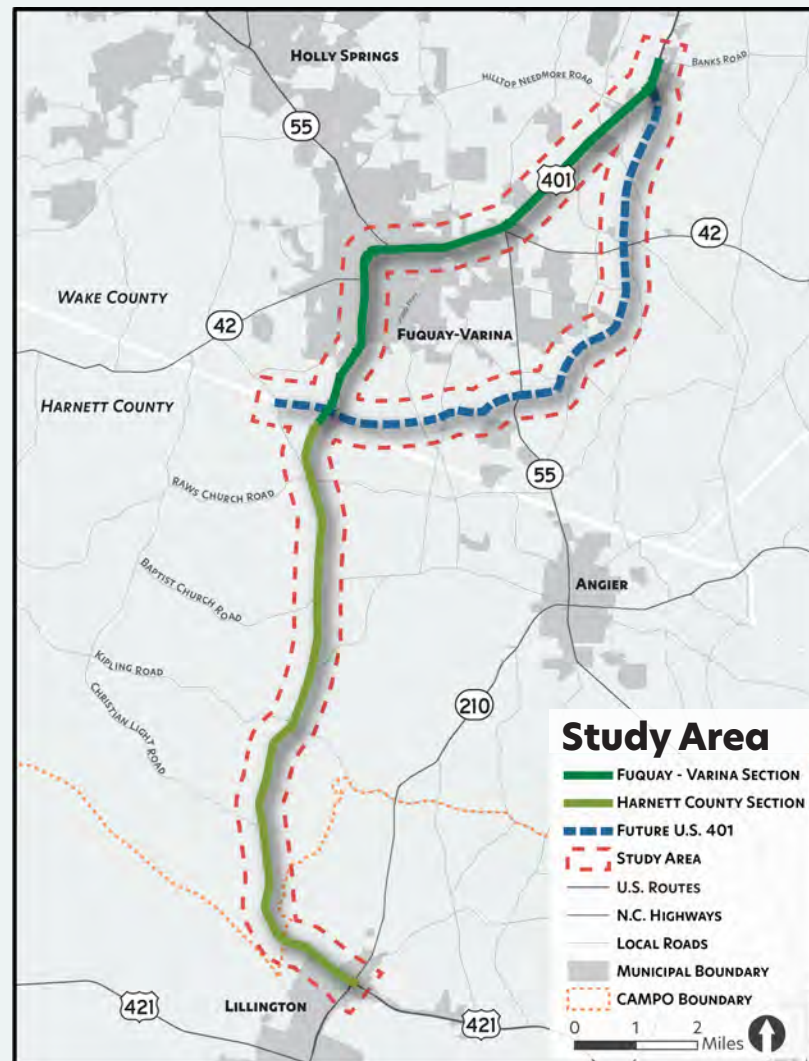 HOLLY SPRINGS
HILLTOP NEEDMORE ROAD
BANKS ROAD
55
401
42
WAKE COUNTY
42
FUQUAY-VARINA
HARNETT COUNTY
RAWS CHURCH ROAD
55
BAPTIST CHURCH ROAD
ANGIER
KIPLING ROAD
CHRISTIAN LIGHT ROAD
210
Study Area
FUQUAY - VARINA SECTION
HARNETT COUNTY SECTION
FUTURE U.S. 401
STUDY AREA
U.S. ROUTES
N.C. HIGHWAYS
LOCAL ROADS
MUNICIPAL BOUNDARY
CAMPO BOUNDARY
0 1 2
Miles
421
LILLINGTON
421